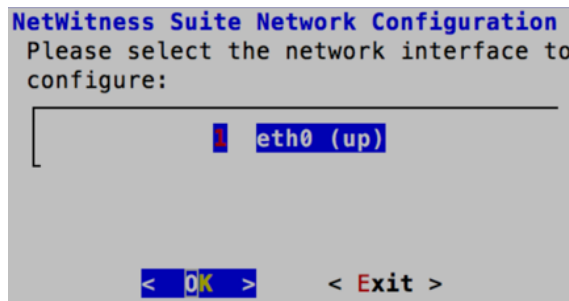 NetWitness Suite Network Configuration
Please select the network interface to
configure:
1 eth0 (up)
< OK > < Exit >